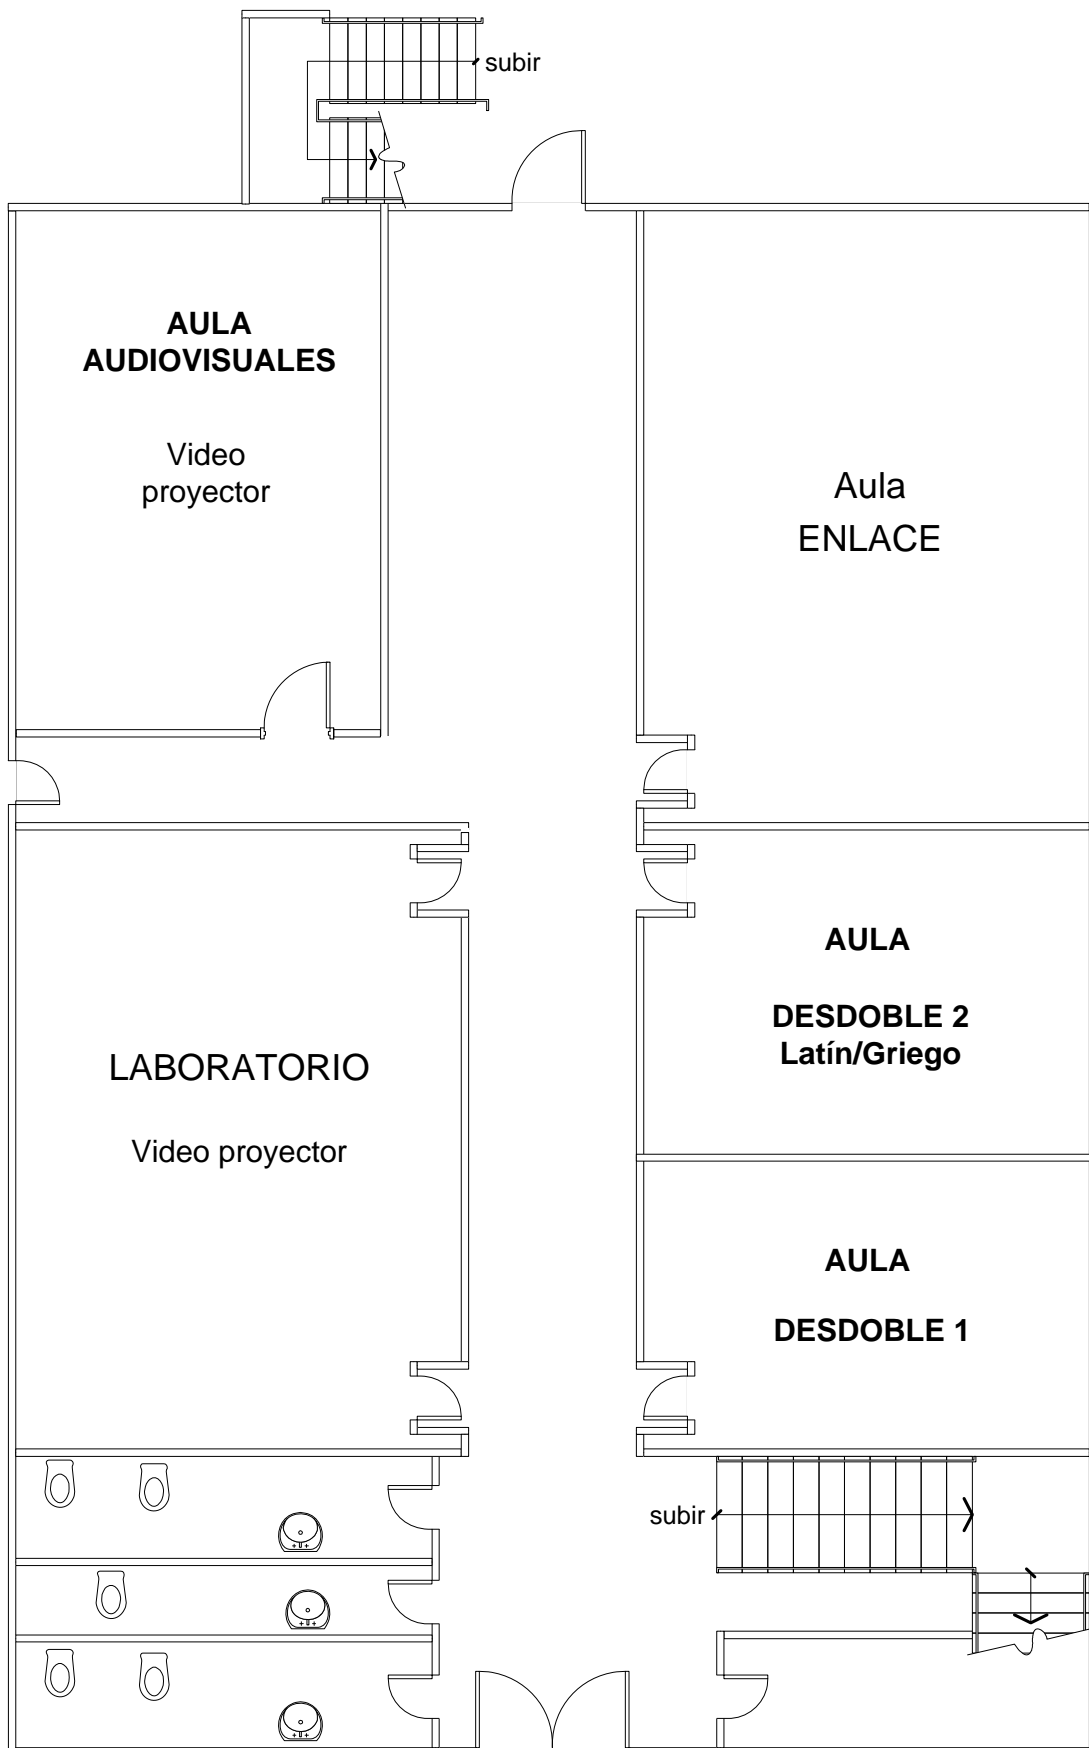 subir
AULA
AUDIOVISUALES
Video
proyector
Aula
ENLACE
AULA
DESDOBLE 2
Latín/Griego
LABORATORIO
Video proyector
AULA
DESDOBLE 1
subir